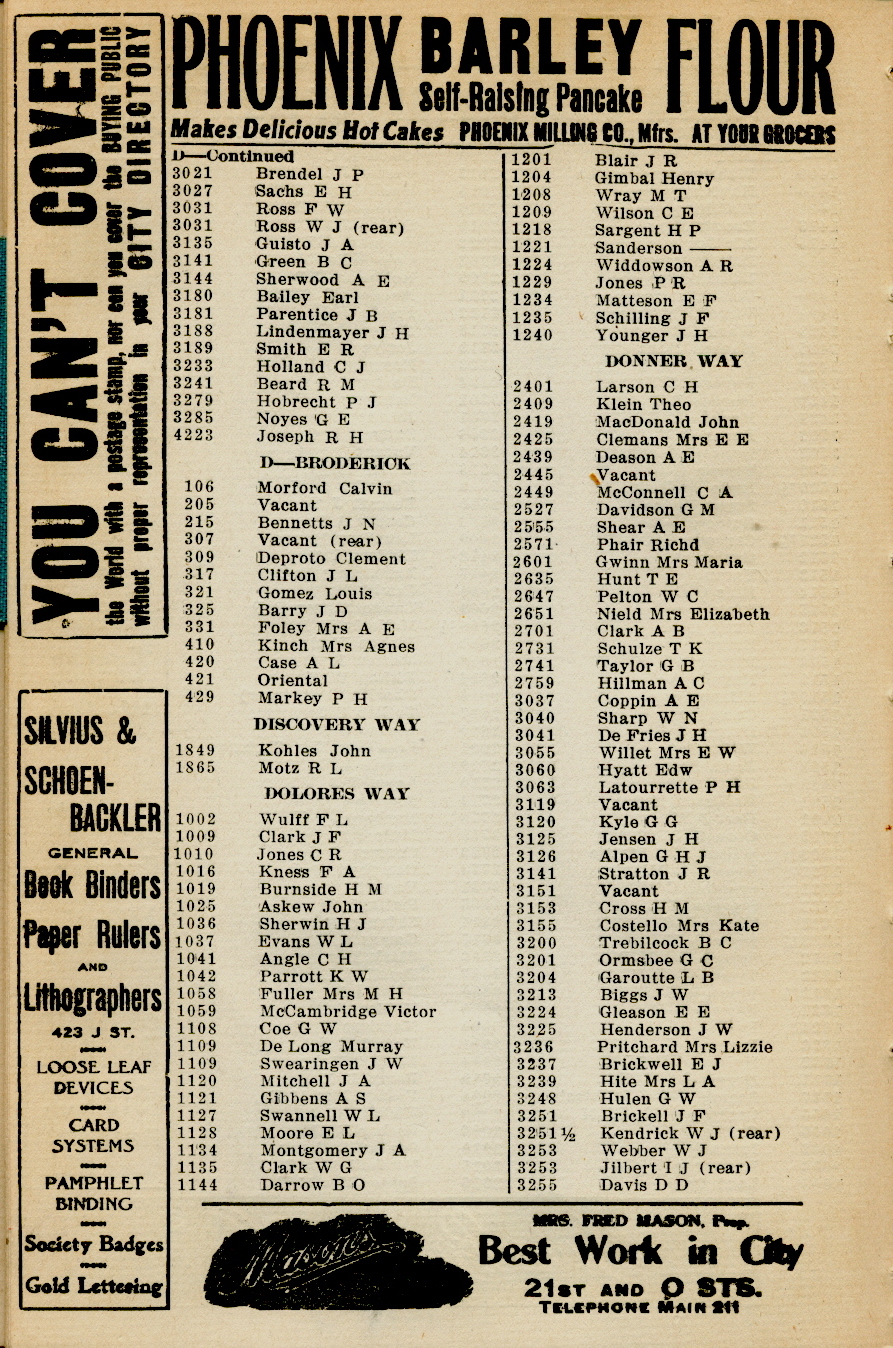 PHOENIX BARLEY FLOUR
Self-Raising Pancake
Makes Delicious Hot Cakes PHOENIX MILLING CO., Mfrs. AT YOUR GROCERS
YOU CAN'T COVER
the World with a postage stamp, nor can you cover the BUYING PUBLIC
without proper representation in your CITY DIRECTORY
SILVIUS &
SCHOEN-
BACKLER
GENERAL
Book Binders
Paper Rulers
AND
Lithographers
423 J ST.
LOOSE LEAF
DEVICES
CARD
SYSTEMS
PAMPHLET
BINDING
Society Badges
Gold Lettering
D—Continued
3021 Brendel J P
3027 Sachs E H
3031 Ross F W
3031 Ross W J (rear)
3135 Guisto J A
3141 Green B C
3144 Sherwood A E
3180 Bailey Earl
3181 Parentice J B
3188 Lindenmayer J H
3189 Smith E R
3233 Holland C J
3241 Beard R M
3279 Hobrecht P J
3285 Noyes G E
4223 Joseph R H
D—BRODERICK
106 Morford Calvin
205 Vacant
215 Bennetts J N
307 Vacant (rear)
309 Deproto Clement
317 Clifton J L
321 Gomez Louis
325 Barry J D
331 Foley Mrs A E
410 Kinch Mrs Agnes
420 Case A L
421 Oriental
429 Markey P H
DISCOVERY WAY
1849 Kohles John
1865 Motz R L
DOLORES WAY
1002 Wulff F L
1009 Clark J F
1010 Jones C R
1016 Kness F A
1019 Burnside H M
1025 Askew John
1036 Sherwin H J
1037 Evans W L
1041 Angle C H
1042 Parrott K W
1058 Fuller Mrs M H
1059 McCambridge Victor
1108 Coe G W
1109 De Long Murray
1109 Swearingen J W
1120 Mitchell J A
1121 Gibbens A S
1127 Swannell W L
1128 Moore E L
1134 Montgomery J A
1135 Clark W G
1144 Darrow B O
1201 Blair J R
1204 Gimbal Henry
1208 Wray M T
1209 Wilson C E
1218 Sargent H P
1221 Sanderson ——
1224 Widdowson A R
1229 Jones P R
1234 Matteson E F
1235 Schilling J F
1240 Younger J H
DONNER WAY
2401 Larson C H
2409 Klein Theo
2419 MacDonald John
2425 Clemans Mrs E E
2439 Deason A E
2445 Vacant
2449 McConnell C A
2527 Davidson G M
2555 Shear A E
2571 Phair Richd
2601 Gwinn Mrs Maria
2635 Hunt T E
2647 Pelton W C
2651 Nield Mrs Elizabeth
2701 Clark A B
2731 Schulze T K
2741 Taylor G B
2759 Hillman A C
3037 Coppin A E
3040 Sharp W N
3041 De Fries J H
3055 Willet Mrs E W
3060 Hyatt Edw
3063 Latourrette P H
3119 Vacant
3120 Kyle G G
3125 Jensen J H
3126 Alpen G H J
3141 Stratton J R
3151 Vacant
3153 Cross H M
3155 Costello Mrs Kate
3200 Trebilcock B C
3201 Ormsbee G C
3204 Garoutte L B
3213 Biggs J W
3224 Gleason E E
3225 Henderson J W
3236 Pritchard Mrs Lizzie
3237 Brickwell E J
3239 Hite Mrs L A
3248 Hulen G W
3251 Brickell J F
3251½ Kendrick W J (rear)
3253 Webber W J
3253 Jilbert I J (rear)
3255 Davis D D
Mason's
MRS. FRED MASON, Prop.
Best Work in City
21ST AND O STS.
TELEPHONE MAIN 211